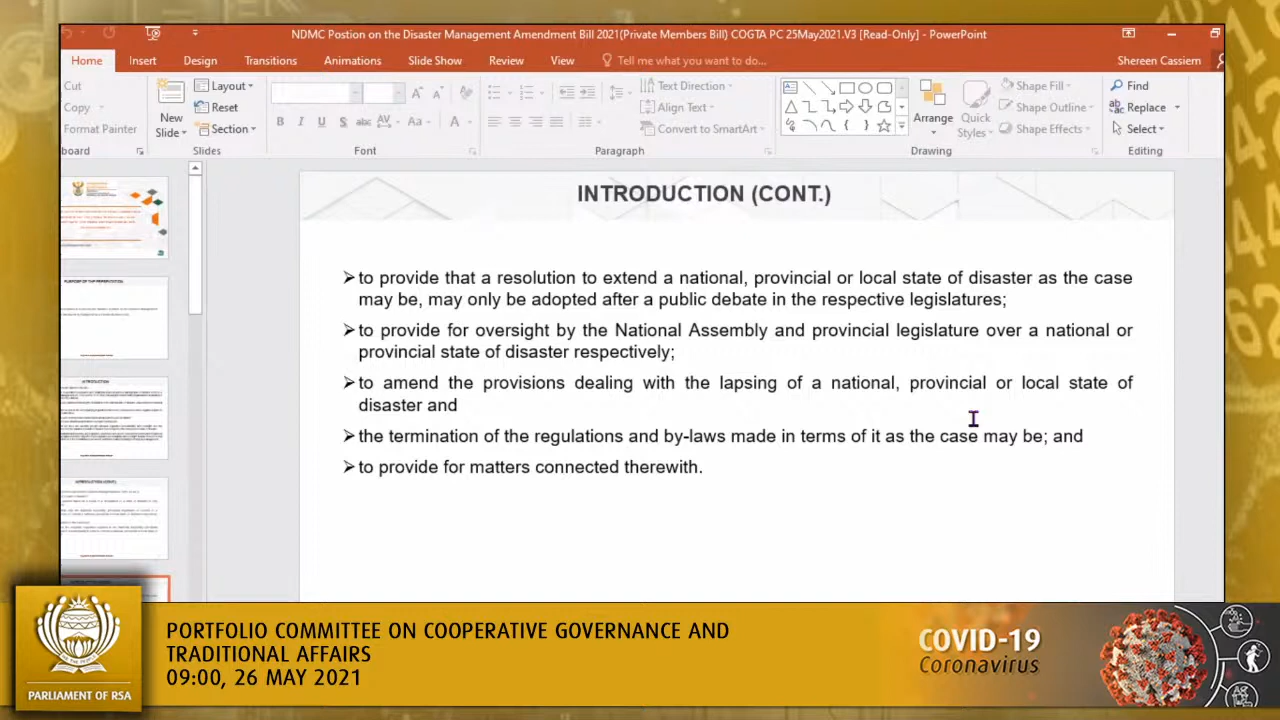 NDMC Postion on the Disaster Management Amendment Bill 2021(Private Members Bill) COGTA PC 25May2021.V3 [Read-Only] - PowerPoint
Home Insert Design Transitions Animations Slide Show Review View Tell me what you want to do... Shereen Cassiem
Cut
Copy
Format Painter
board
New
Slide
Layout
Reset
Section
Slides
B I U S abc AV Aa A
Font
Text Direction
Align Text
Convert to SmartArt
Paragraph
Arrange
Quick
Styles
Shape Fill
Shape Outline
Shape Effects
Drawing
Find
Replace
Select
Editing
INTRODUCTION (CONT.)
to provide that a resolution to extend a national, provincial or local state of disaster as the case
may be, may only be adopted after a public debate in the respective legislatures;
to provide for oversight by the National Assembly and provincial legislature over a national or
provincial state of disaster respectively;
to amend the provisions dealing with the lapsing of a national, provincial or local state of
disaster and
the termination of the regulations and by-laws made in terms of it as the case may be; and
to provide for matters connected therewith.
PARLIAMENT OF RSA
PORTFOLIO COMMITTEE ON COOPERATIVE GOVERNANCE AND
TRADITIONAL AFFAIRS
09:00, 26 MAY 2021
COVID-19
Coronavirus